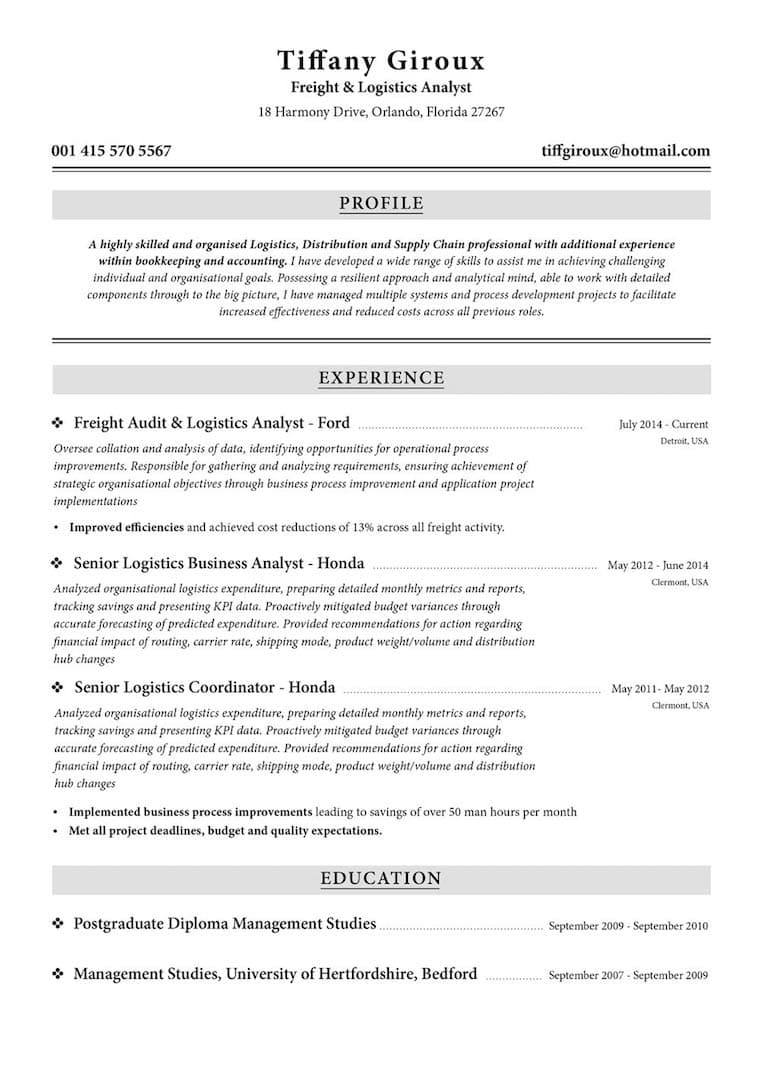 Tiffany Giroux
Freight & Logistics Analyst
18 Harmony Drive, Orlando, Florida 27267
001 415 570 5567 tiffgiroux@hotmail.com
PROFILE
A highly skilled and organised Logistics, Distribution and Supply Chain professional with additional experience
within bookkeeping and accounting. I have developed a wide range of skills to assist me in achieving challenging
individual and organisational goals. Possessing a resilient approach and analytical mind, able to work with detailed
components through to the big picture, I have managed multiple systems and process development projects to facilitate
increased effectiveness and reduced costs across all previous roles.
EXPERIENCE
❖ Freight Audit & Logistics Analyst - Ford July 2014 - Current
Detroit, USA
Oversee collation and analysis of data, identifying opportunities for operational process
improvements. Responsible for gathering and analyzing requirements, ensuring achievement of
strategic organisational objectives through business process improvement and application project
implementations
• Improved efficiencies and achieved cost reductions of 13% across all freight activity.
❖ Senior Logistics Business Analyst - Honda May 2012 - June 2014
Clermont, USA
Analyzed organisational logistics expenditure, preparing detailed monthly metrics and reports,
tracking savings and presenting KPI data. Proactively mitigated budget variances through
accurate forecasting of predicted expenditure. Provided recommendations for action regarding
financial impact of routing, carrier rate, shipping mode, product weight/volume and distribution
hub changes
❖ Senior Logistics Coordinator - Honda May 2011- May 2012
Clermont, USA
Analyzed organisational logistics expenditure, preparing detailed monthly metrics and reports,
tracking savings and presenting KPI data. Proactively mitigated budget variances through
accurate forecasting of predicted expenditure. Provided recommendations for action regarding
financial impact of routing, carrier rate, shipping mode, product weight/volume and distribution
hub changes
• Implemented business process improvements leading to savings of over 50 man hours per month
• Met all project deadlines, budget and quality expectations.
EDUCATION
❖ Postgraduate Diploma Management Studies September 2009 - September 2010
❖ Management Studies, University of Hertfordshire, Bedford September 2007 - September 2009